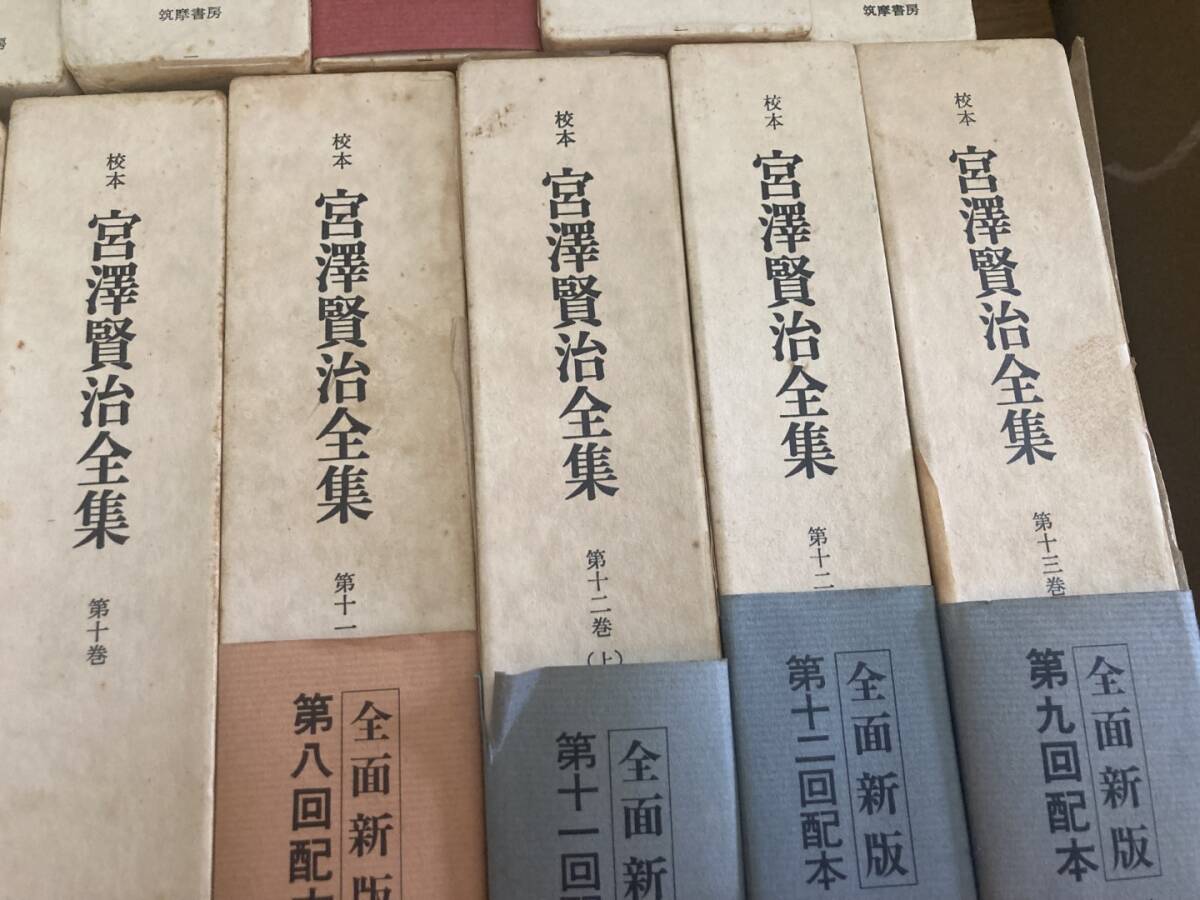 筑摩書房
筑摩書房
房
校本
宮澤賢治全集
第十巻
校本
宮澤賢治全集
第十一
全面新版
第八回配本
校本
宮澤賢治全集
第十二巻
(上)
全面新
第十一回配
校本
宮澤賢治全集
第十二
全面新版
第十二回配本
校本
宮澤賢治全集
第十三巻
全面新版
第九回配本